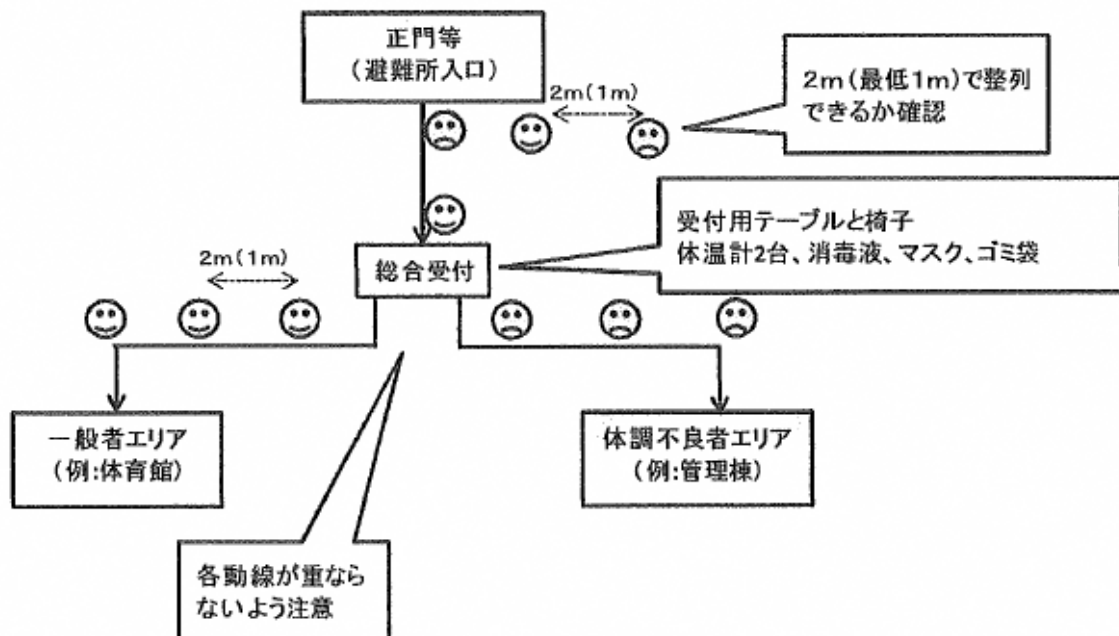 正門等
(避難所入口)
2m(1m)
2m(最低1m)で整列
できるか確認
受付用テーブルと椅子
体温計2台、消毒液、マスク、ゴミ袋
総合受付
2m(1m)
一般者エリア
(例:体育館)
体調不良者エリア
(例:管理棟)
各動線が重なら
ないよう注意